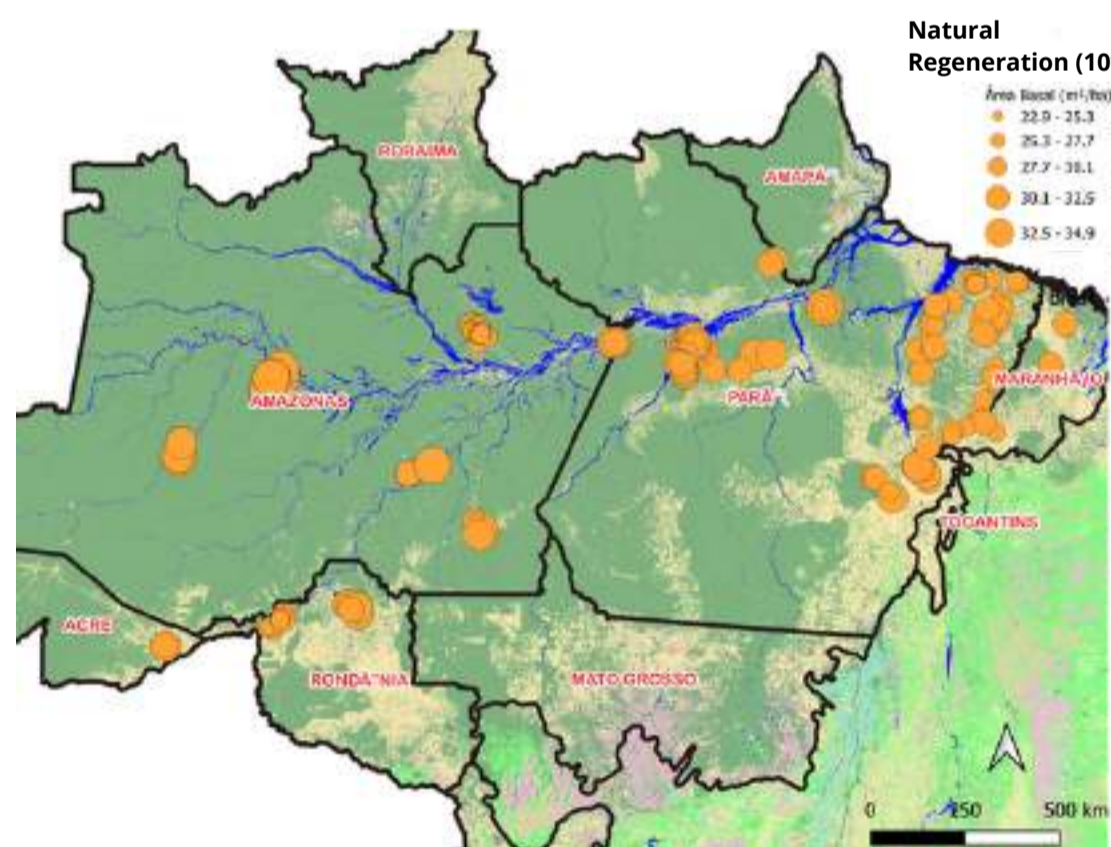 Natural
Regeneration (10
Área Basal (m²/ha)
22.9 - 25.3
25.3 - 27.7
27.7 - 30.1
30.1 - 32.5
32.5 - 34.9
RORAIMA
AMAPÁ
AMAZONAS
PARÁ
MARANHÃO
TOCANTINS
ACRE
RONDÔNIA
MATO GROSSO
0 250 500 km